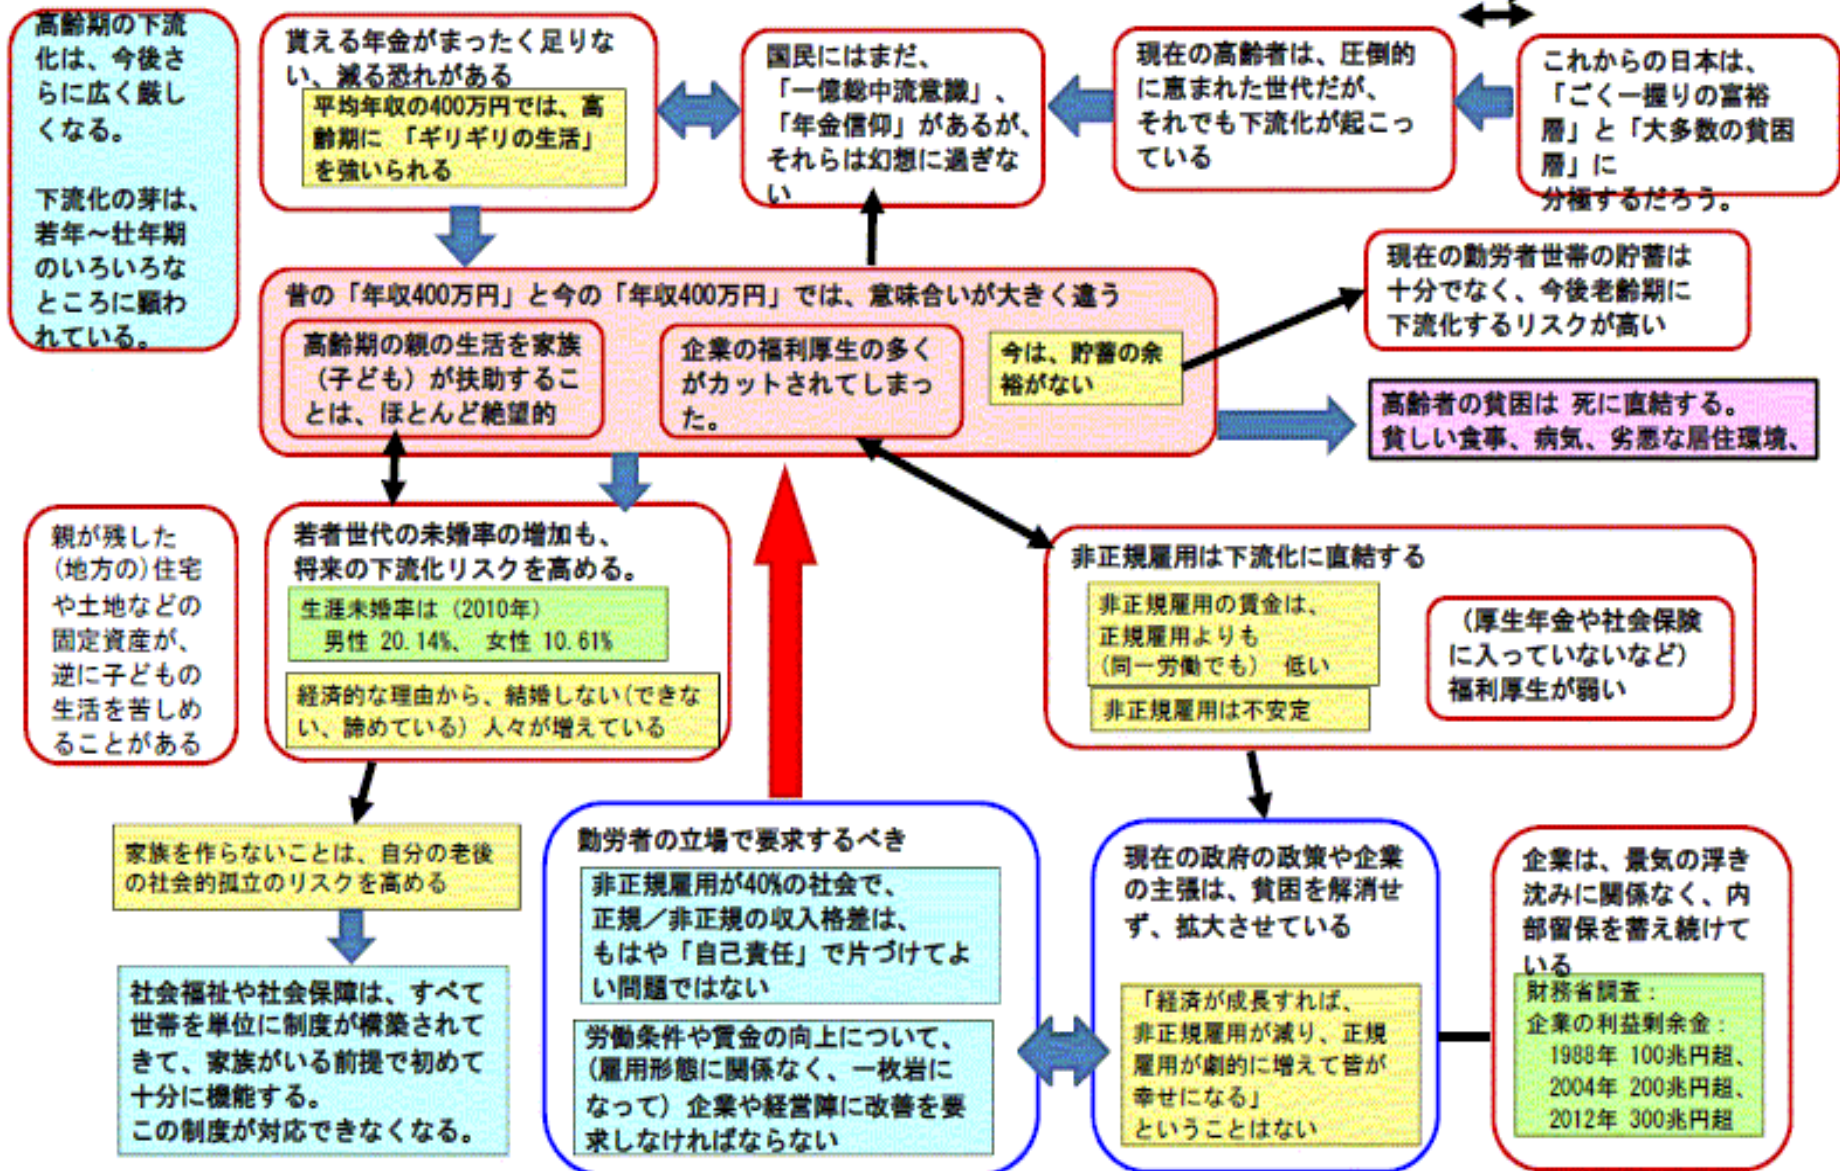 高齢期の下流
化は、今後さ
らに広く厳し
くなる。
下流化の芽は、
若年～壮年期
のいろいろな
ところに顕わ
れている。
貰える年金がまったく足りな
い、減る恐れがある
平均年収の400万円では、高
齢期に 「ギリギリの生活」
を強いられる
国民にはまだ、
「一億総中流意識」、
「年金信仰」があるが、
それらは幻想に過ぎな
い
現在の高齢者は、圧倒的
に恵まれた世代だが、
それでも下流化が起こっ
ている
これからの日本は、
「ごく一握りの富裕
層」と「大多数の貧困
層」に
分極するだろう。
昔の「年収400万円」と今の「年収400万円」では、意味合いが大きく違う
高齢期の親の生活を家族
（子ども）が扶助するこ
とは、ほとんど絶望的
企業の福利厚生の多く
がカットされてしまっ
た。
今は、貯蓄の余
裕がない
現在の勤労者世帯の貯蓄は
十分でなく、今後老齢期に
下流化するリスクが高い
高齢者の貧困は 死に直結する。
貧しい食事、病気、劣悪な居住環境、
親が残した
(地方の)住宅
や土地などの
固定資産が、
逆に子どもの
生活を苦しめ
ることがある
若者世代の未婚率の増加も、
将来の下流化リスクを高める。
生涯未婚率は（2010年）
男性 20.14%、 女性 10.61%
経済的な理由から、結婚しない(できな
い、諦めている) 人々が増えている
非正規雇用は下流化に直結する
非正規雇用の賃金は、
正規雇用よりも
(同一労働でも) 低い
非正規雇用は不安定
（厚生年金や社会保険
に入っていないなど）
福利厚生が弱い
家族を作らないことは、自分の老後
の社会的孤立のリスクを高める
社会福祉や社会保障は、すべて
世帯を単位に制度が構築されて
きて、家族がいる前提で初めて
十分に機能する。
この制度が対応できなくなる。
勤労者の立場で要求するべき
非正規雇用が40%の社会で、
正規／非正規の収入格差は、
もはや「自己責任」で片づけてよ
い問題ではない
労働条件や賃金の向上について、
(雇用形態に関係なく、一枚岩に
なって) 企業や経営陣に改善を要
求しなければならない
現在の政府の政策や企業
の主張は、貧困を解消せ
ず、拡大させている
「経済が成長すれば、
非正規雇用が減り、正規
雇用が劇的に増えて皆が
幸せになる」
ということはない
企業は、景気の浮き
沈みに関係なく、内
部留保を蓄え続けて
いる
財務省調査：
企業の利益剰余金：
1988年 100兆円超、
2004年 200兆円超、
2012年 300兆円超